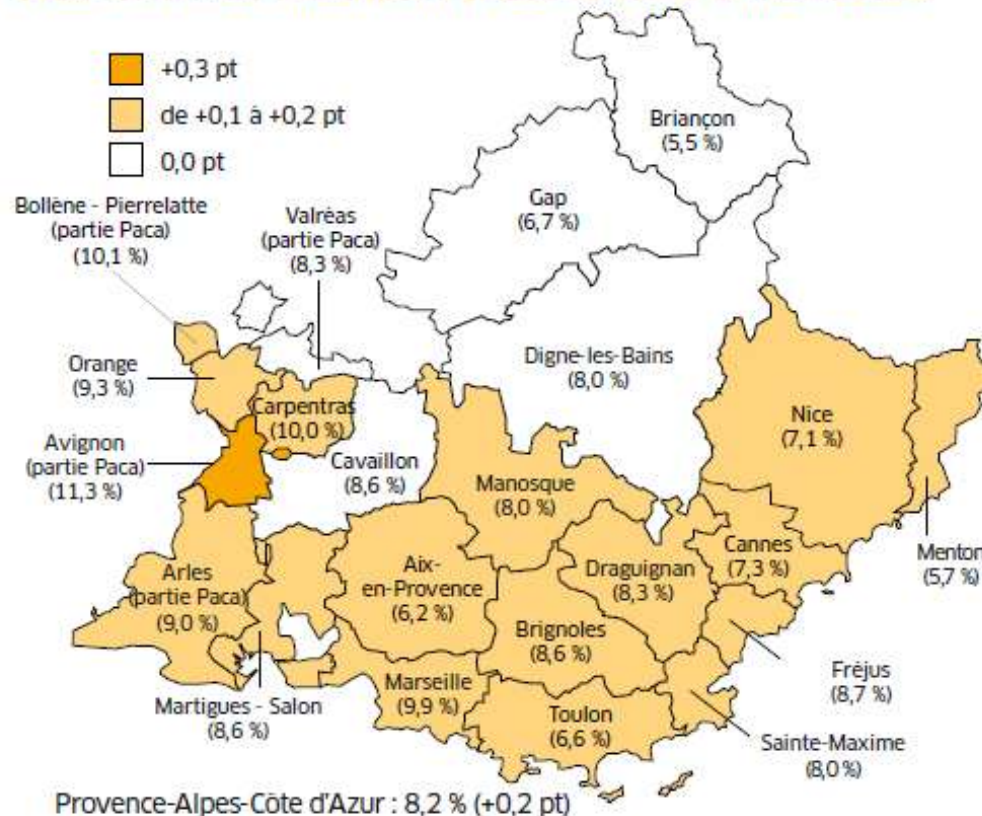 +0,3 pt
de +0,1 à +0,2 pt
0,0 pt
Briançon
(5,5 %)
Gap
(6,7 %)
Bollène - Pierrelatte
(partie Paca)
(10,1 %)
Valréas
(partie Paca)
(8,3 %)
Digne-les-Bains
(8,0 %)
Orange
(9,3 %)
Carpentras
(10,0 %)
Nice
(7,1 %)
Avignon
(partie Paca)
(11,3 %)
Cavaillon
(8,6 %)
Manosque
(8,0 %)
Cannes
(7,3 %)
Menton
(5,7 %)
Arles
(partie Paca)
(9,0 %)
Aix-
en-Provence
(6,2 %)
Draguignan
(8,3 %)
Brignoles
(8,6 %)
Fréjus
(8,7 %)
Martigues - Salon
(8,6 %)
Marseille
(9,9 %)
Toulon
(6,6 %)
Sainte-Maxime
(8,0 %)
Provence-Alpes-Côte d'Azur : 8,2 % (+0,2 pt)